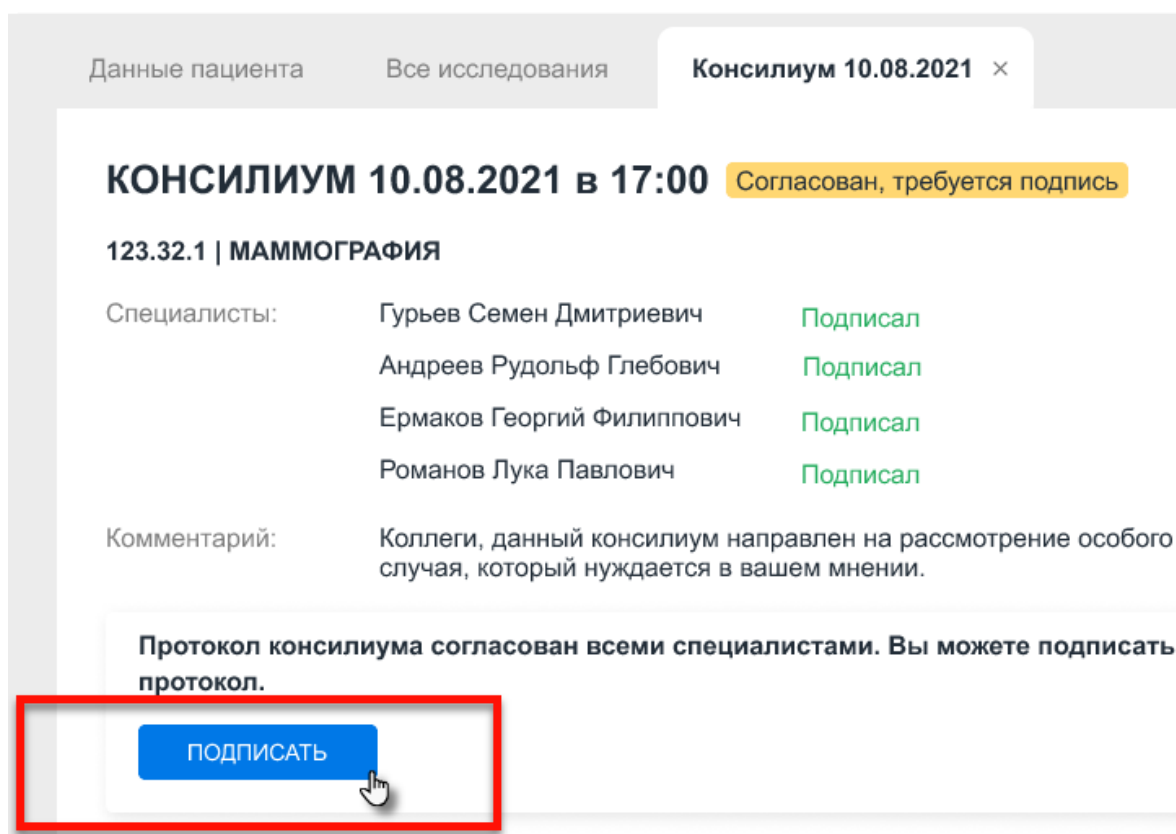 Данные пациента Все исследования Консилиум 10.08.2021 ×
КОНСИЛИУМ 10.08.2021 в 17:00 Согласован, требуется подпись
123.32.1 | МАММОГРАФИЯ
Специалисты: Гурьев Семен Дмитриевич Подписал
Андреев Рудольф Глебович Подписал
Ермаков Георгий Филиппович Подписал
Романов Лука Павлович Подписал
Комментарий: Коллеги, данный консилиум направлен на рассмотрение особого
случая, который нуждается в вашем мнении.
Протокол консилиума согласован всеми специалистами. Вы можете подписать
протокол.
ПОДПИСАТЬ